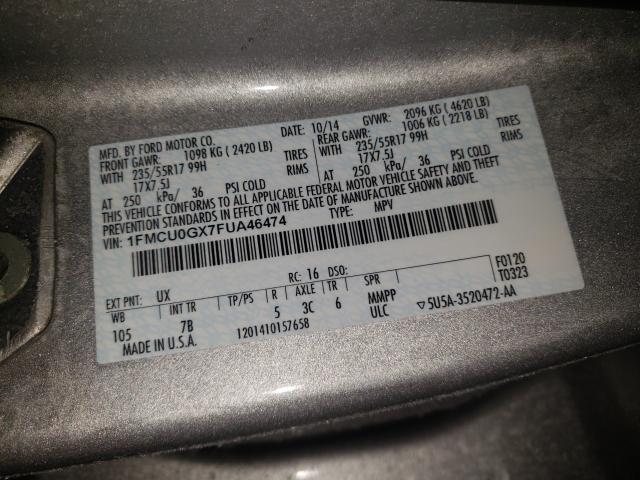 MFD. BY FORD MOTOR CO. DATE: 10/14 GVWR: 2096 KG (4620 LB)
FRONT GAWR: 1098 KG (2420 LB) REAR GAWR: 1006 KG (2218 LB)
WITH 235/55R17 99H TIRES WITH 235/55R17 99H TIRES
17X7.5J RIMS 17X7.5J RIMS
AT 250 kPa/ 36 PSI COLD AT 250 kPa/ 36 PSI COLD
THIS VEHICLE CONFORMS TO ALL APPLICABLE FEDERAL MOTOR VEHICLE SAFETY AND THEFT
PREVENTION STANDARDS IN EFFECT ON THE DATE OF MANUFACTURE SHOWN ABOVE.
VIN: 1FMCU0GX7FUA46474 TYPE: MPV
F0120
EXT PNT: UX RC: 16 DSO: T0323
WB INT TR TP/PS R AXLE TR SPR
105 7B 5 3C 6 MMPP ▽5U5A-3520472-AA
MADE IN U.S.A. 1201410157658 ULC